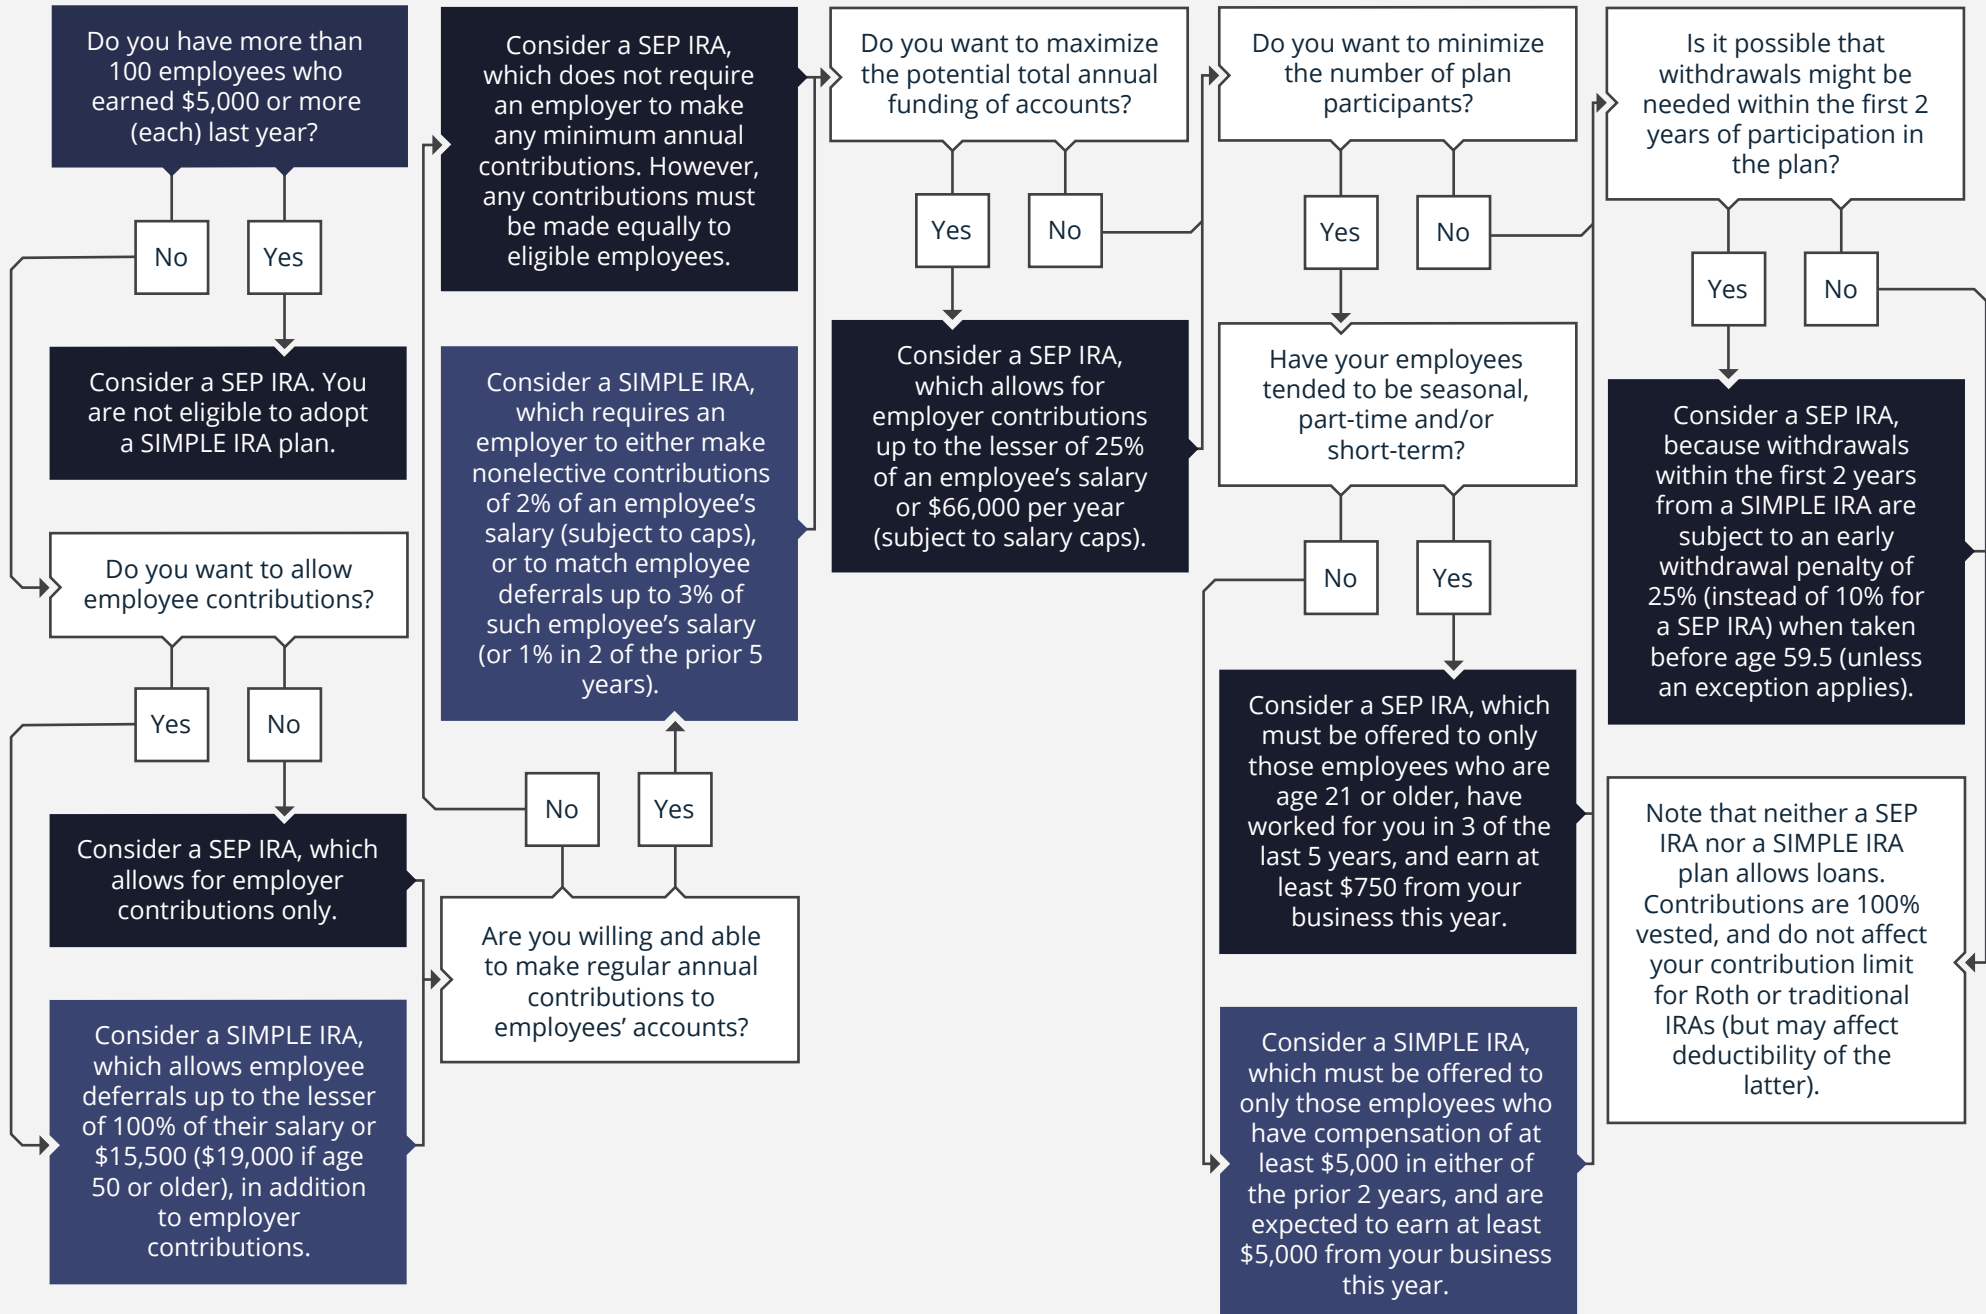 Do you have more than
100 employees who
earned $5,000 or more
(each) last year?
No
Yes
Consider a SEP IRA. You
are not eligible to adopt
a SIMPLE IRA plan.
Do you want to allow
employee contributions?
Yes
No
Consider a SEP IRA, which
allows for employer
contributions only.
Consider a SIMPLE IRA,
which allows employee
deferrals up to the lesser
of 100% of their salary or
$15,500 ($19,000 if age
50 or older), in addition
to employer
contributions.
Consider a SEP IRA,
which does not require
an employer to make
any minimum annual
contributions. However,
any contributions must
be made equally to
eligible employees.
Consider a SIMPLE IRA,
which requires an
employer to either make
nonelective contributions
of 2% of an employee’s
salary (subject to caps),
or to match employee
deferrals up to 3% of
such employee’s salary
(or 1% in 2 of the prior 5
years).
No
Yes
Are you willing and able
to make regular annual
contributions to
employees’ accounts?
Do you want to maximize
the potential total annual
funding of accounts?
Yes
No
Consider a SEP IRA,
which allows for
employer contributions
up to the lesser of 25%
of an employee’s salary
or $66,000 per year
(subject to salary caps).
Do you want to minimize
the number of plan
participants?
Yes
No
Have your employees
tended to be seasonal,
part-time and/or
short-term?
No
Yes
Consider a SEP IRA, which
must be offered to only
those employees who are
age 21 or older, have
worked for you in 3 of the
last 5 years, and earn at
least $750 from your
business this year.
Consider a SIMPLE IRA,
which must be offered to
only those employees who
have compensation of at
least $5,000 in either of
the prior 2 years, and are
expected to earn at least
$5,000 from your business
this year.
Is it possible that
withdrawals might be
needed within the first 2
years of participation in
the plan?
Yes
No
Consider a SEP IRA,
because withdrawals
within the first 2 years
from a SIMPLE IRA are
subject to an early
withdrawal penalty of
25% (instead of 10% for
a SEP IRA) when taken
before age 59.5 (unless
an exception applies).
Note that neither a SEP
IRA nor a SIMPLE IRA
plan allows loans.
Contributions are 100%
vested, and do not affect
your contribution limit
for Roth or traditional
IRAs (but may affect
deductibility of the
latter).